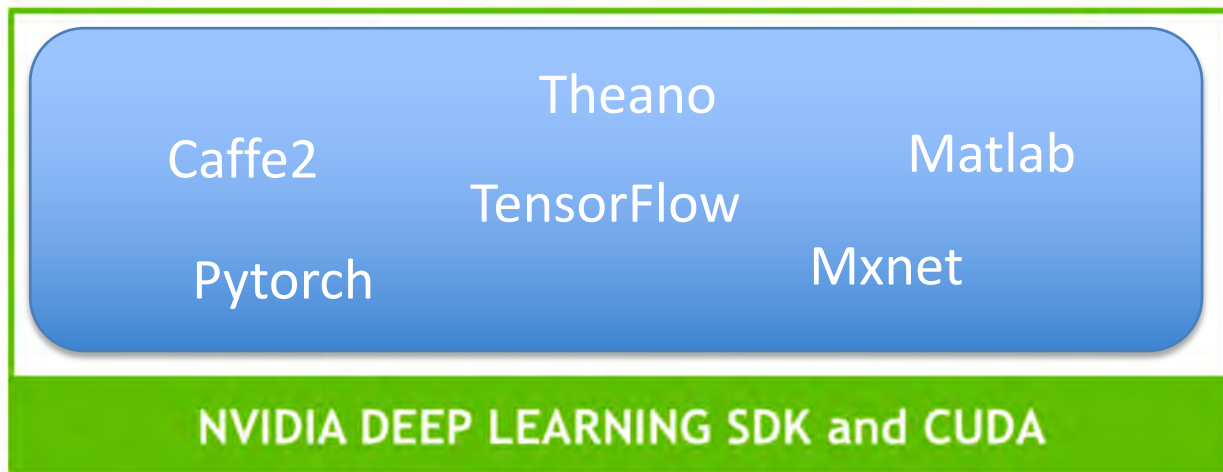 Theano
Caffe2
Matlab
TensorFlow
Pytorch
Mxnet
NVIDIA DEEP LEARNING SDK and CUDA